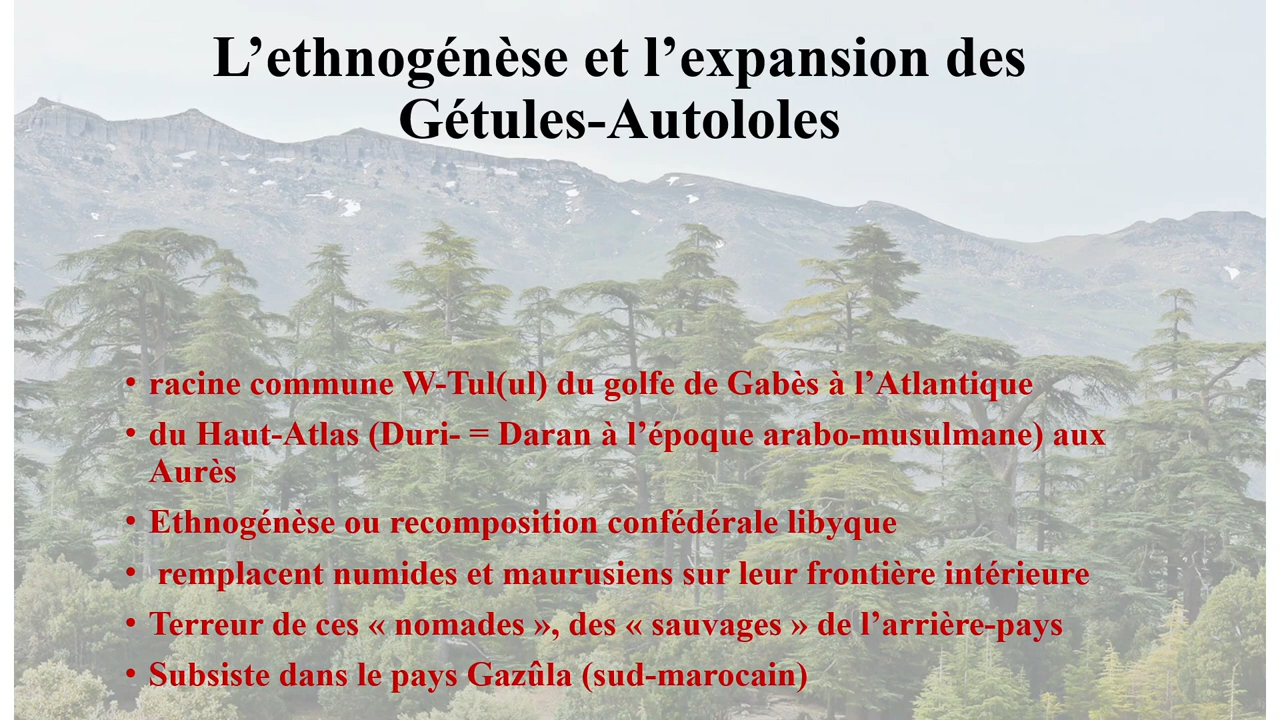 L’ethnogénèse et l’expansion des
Gétules-Autololes
• racine commune W-Tul(ul) du golfe de Gabès à l’Atlantique
• du Haut-Atlas (Duri- = Daran à l’époque arabo-musulmane) aux
Aurès
• Ethnogénèse ou recomposition confédérale libyque
• remplacent numides et maurusiens sur leur frontière intérieure
• Terreur de ces « nomades », des « sauvages » de l’arrière-pays
• Subsiste dans le pays Gazûla (sud-marocain)